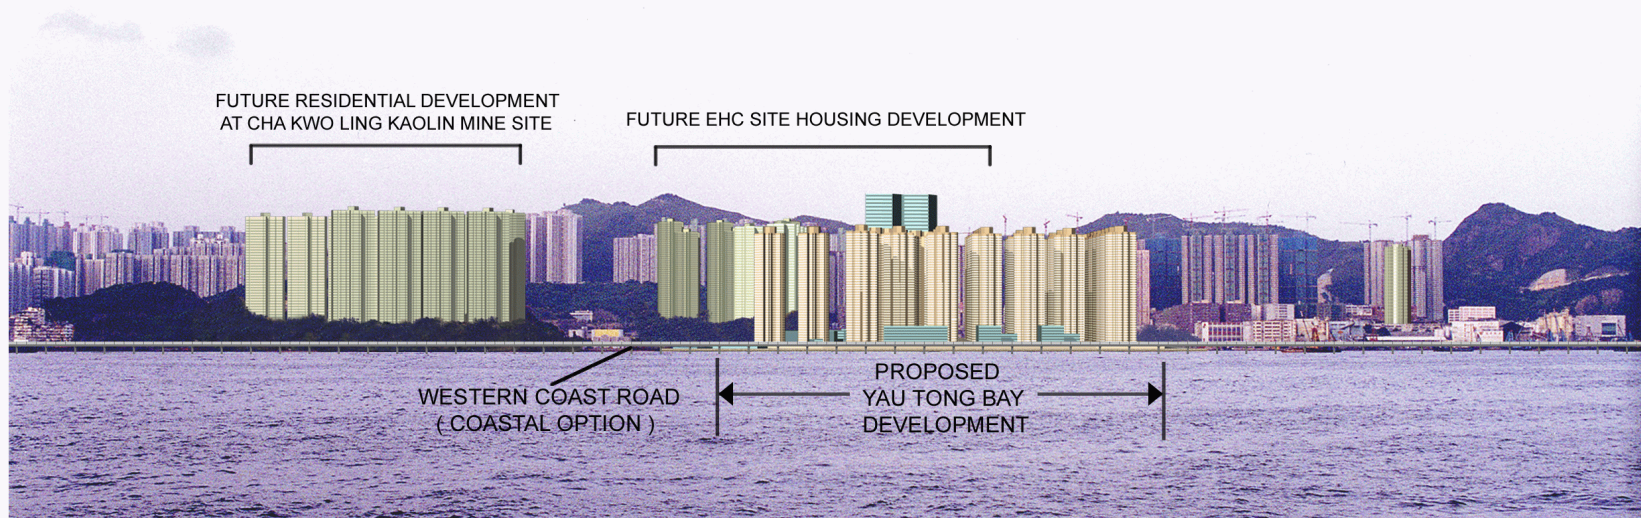 FUTURE RESIDENTIAL DEVELOPMENT
AT CHA KWO LING KAOLIN MINE SITE
FUTURE EHC SITE HOUSING DEVELOPMENT
WESTERN COAST ROAD
( COASTAL OPTION )
PROPOSED
YAU TONG BAY
DEVELOPMENT